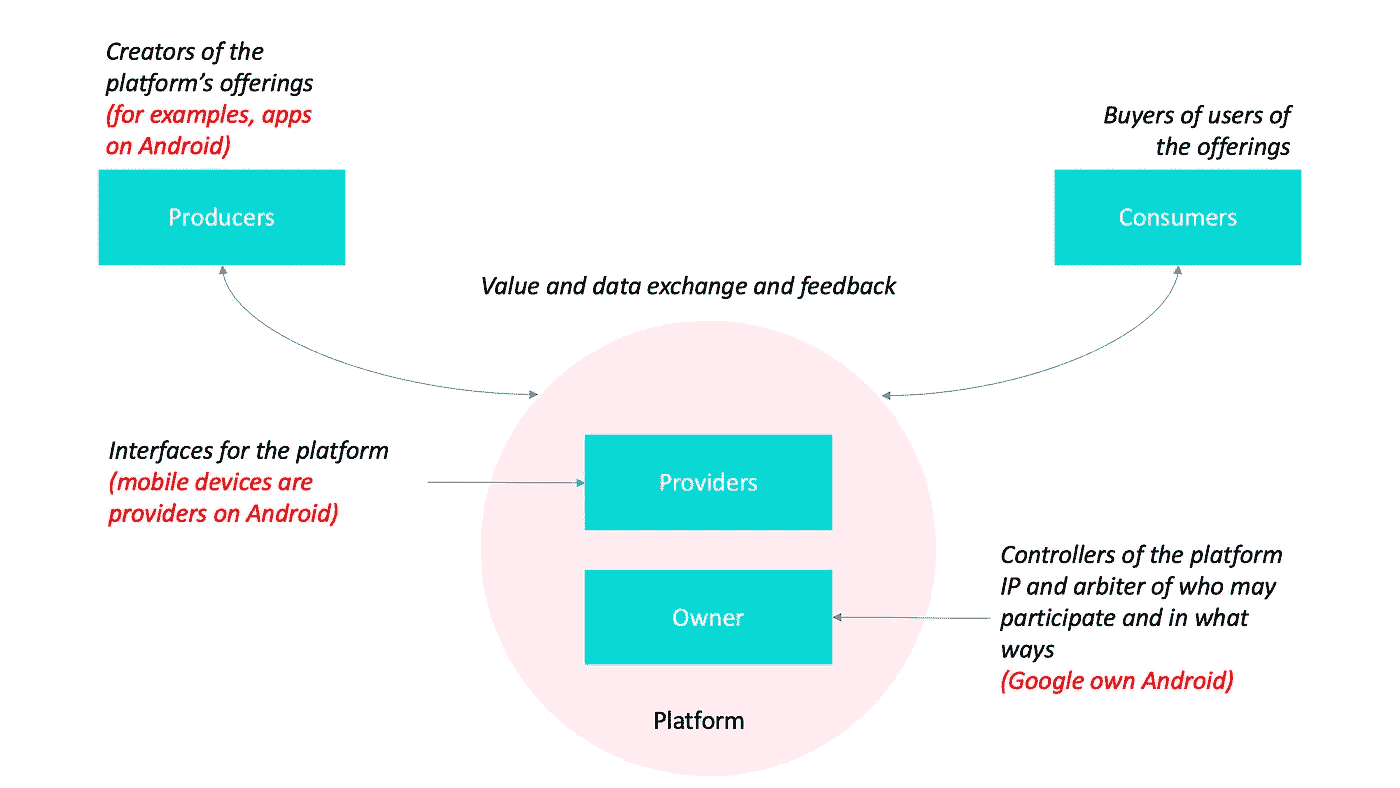 Creators of the
platform's offerings
(for examples, apps
on Android)
Producers
Buyers of users of
the offerings
Consumers
Value and data exchange and feedback
Interfaces for the platform
(mobile devices are
providers on Android)
Providers
Owner
Controllers of the platform
IP and arbiter of who may
participate and in what
ways
(Google own Android)
Platform